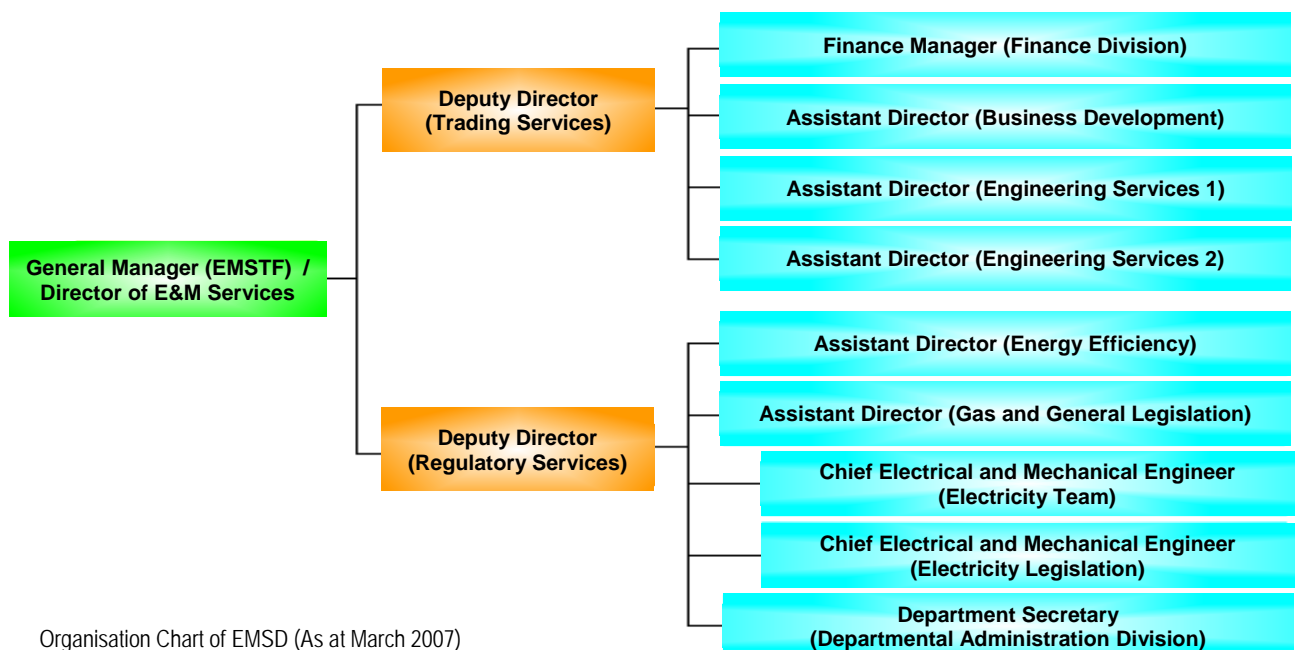 General Manager (EMSTF) /
Director of E&M Services
Deputy Director
(Trading Services)
Finance Manager (Finance Division)
Assistant Director (Business Development)
Assistant Director (Engineering Services 1)
Assistant Director (Engineering Services 2)
Deputy Director
(Regulatory Services)
Assistant Director (Energy Efficiency)
Assistant Director (Gas and General Legislation)
Chief Electrical and Mechanical Engineer
(Electricity Team)
Chief Electrical and Mechanical Engineer
(Electricity Legislation)
Department Secretary
(Departmental Administration Division)
Organisation Chart of EMSD (As at March 2007)